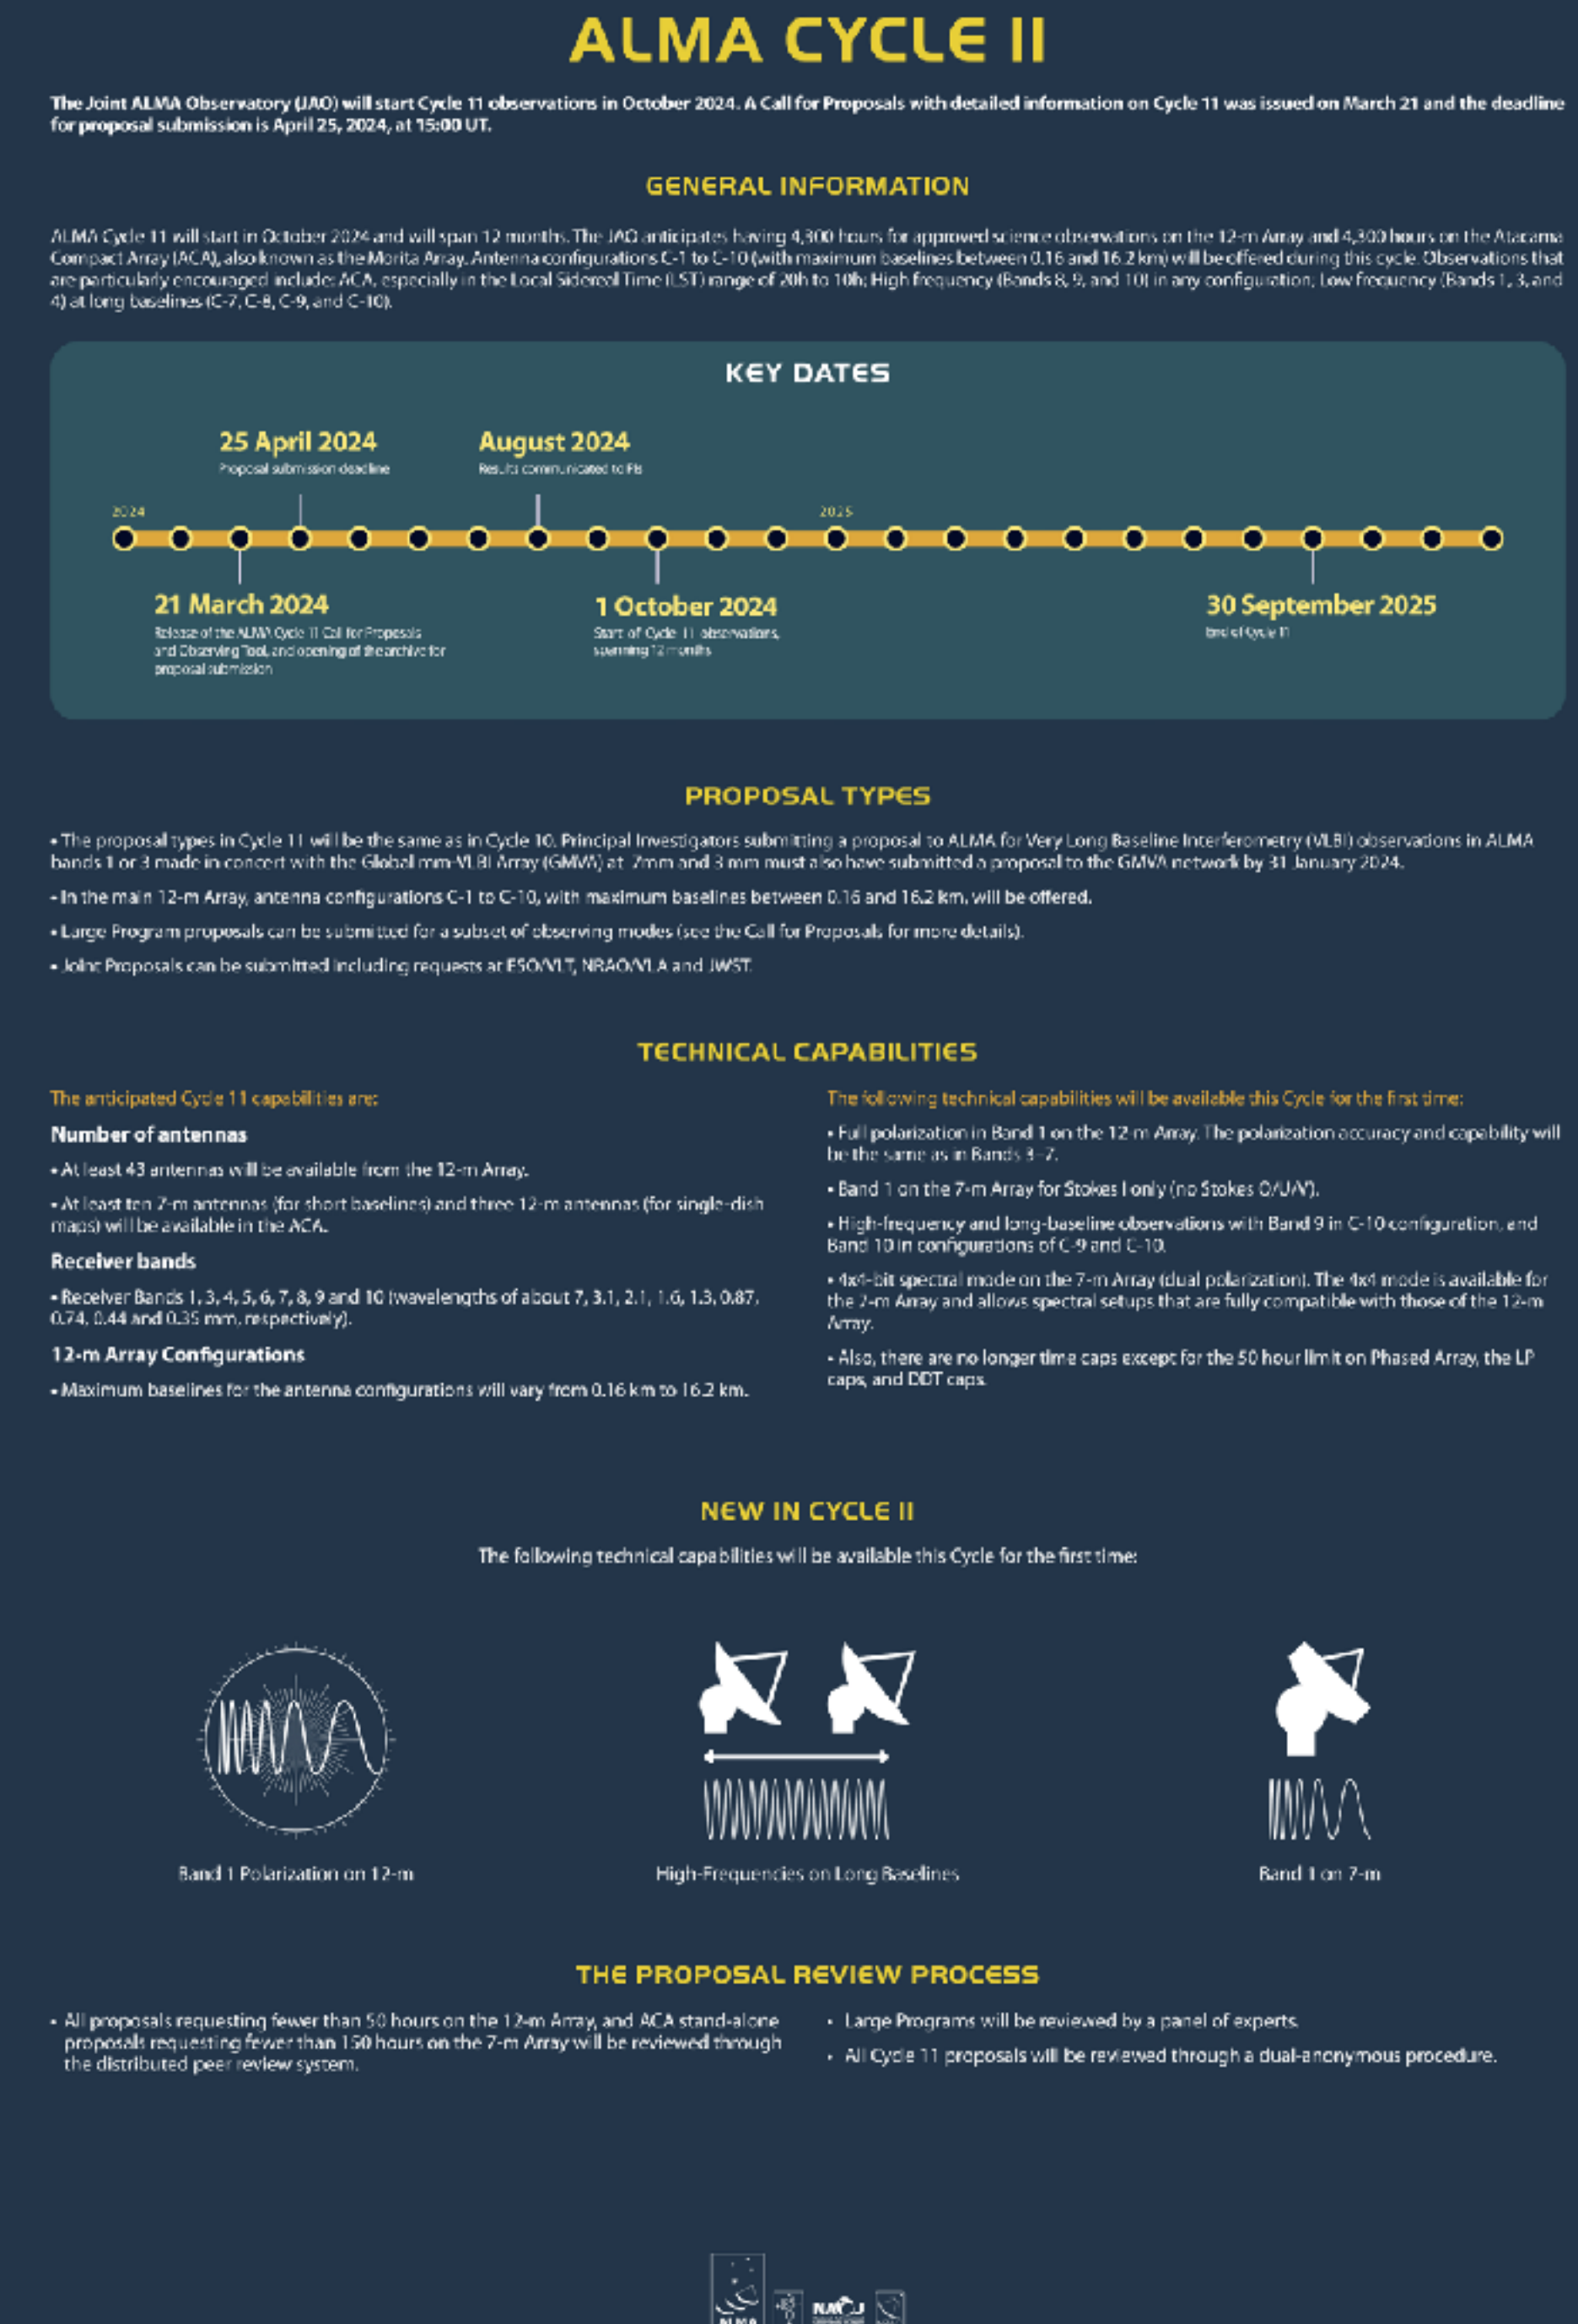 ALMA CYCLE 11
The Joint ALMA Observatory (JAO) will start Cycle 11 observations in October 2024. A Call for Proposals with detailed information on Cycle 11 was issued on March 21 and the deadline
for proposal submission is April 25, 2024, at 15:00 UT.
GENERAL INFORMATION
ALMA Cycle 11 will start in October 2024 and will span 12 months. The JAO anticipates having 4,300 hours for approved science observations on the 12-m Array and 4,300 hours on the Atacama
Compact Array (ACA), also known as the Morita Array. Antenna configurations C-1 to C-10 (with maximum baselines between 0.16 and 16.2 km) will be offered during this cycle. Observations that
are particularly encouraged include: ACA, especially in the Local Sidereal Time (LST) range of 20h to 10h; High frequency (Bands 8, 9, and 10) in any configuration; Low frequency (Bands 1, 3, and
4) at long baselines (C-7, C-8, C-9, and C-10).
KEY DATES
25 April 2024
Proposal submission deadline
August 2024
Results communicated to PIs
2024
2025
21 March 2024
Release of the ALMA Cycle 11 Call for Proposals
and Observing Tool, and opening of the archive for
proposal submission
1 October 2024
Start of Cycle 11 observations,
spanning 12 months
30 September 2025
End of Cycle 11
PROPOSAL TYPES
• The proposal types in Cycle 11 will be the same as in Cycle 10. Principal Investigators submitting a proposal to ALMA for Very Long Baseline Interferometry (VLBI) observations in ALMA
bands 1 or 3 made in concert with the Global mm-VLBI Array (GMVA) at 7mm and 3 mm must also have submitted a proposal to the GMVA network by 31 January 2024.
• In the main 12-m Array, antenna configurations C-1 to C-10, with maximum baselines between 0.16 and 16.2 km, will be offered.
• Large Program proposals can be submitted for a subset of observing modes (see the Call for Proposals for more details).
• Joint Proposals can be submitted including requests at ESO/VLT, NRAO/VLA and JWST.
TECHNICAL CAPABILITIES
The anticipated Cycle 11 capabilities are:
Number of antennas
• At least 43 antennas will be available from the 12-m Array.
• At least ten 7-m antennas (for short baselines) and three 12-m antennas (for single-dish
maps) will be available in the ACA.
Receiver bands
• Receiver Bands 1, 3, 4, 5, 6, 7, 8, 9 and 10 (wavelengths of about 7, 3.1, 2.1, 1.6, 1.3, 0.87,
0.74, 0.44 and 0.35 mm, respectively).
12-m Array Configurations
• Maximum baselines for the antenna configurations will vary from 0.16 km to 16.2 km.
The following technical capabilities will be available this Cycle for the first time:
• Full polarization in Band 1 on the 12-m Array. The polarization accuracy and capability will
be the same as in Bands 3–7.
• Band 1 on the 7-m Array for Stokes I only (no Stokes Q/U/V).
• High-frequency and long-baseline observations with Band 9 in C-10 configuration, and
Band 10 in configurations of C-9 and C-10.
• 4x4-bit spectral mode on the 7-m Array (dual polarization). The 4x4 mode is available for
the 7-m Array and allows spectral setups that are fully compatible with those of the 12-m
Array.
• Also, there are no longer time caps except for the 50 hour limit on Phased Array, the LP
caps, and DDT caps.
NEW IN CYCLE 11
The following technical capabilities will be available this Cycle for the first time:
Band 1 Polarization on 12-m
High-Frequencies on Long Baselines
Band 1 on 7-m
THE PROPOSAL REVIEW PROCESS
• All proposals requesting fewer than 50 hours on the 12-m Array, and ACA stand-alone
proposals requesting fewer than 150 hours on the 7-m Array will be reviewed through
the distributed peer review system.
• Large Programs will be reviewed by a panel of experts.
• All Cycle 11 proposals will be reviewed through a dual-anonymous procedure.
ALMA
NAOJ